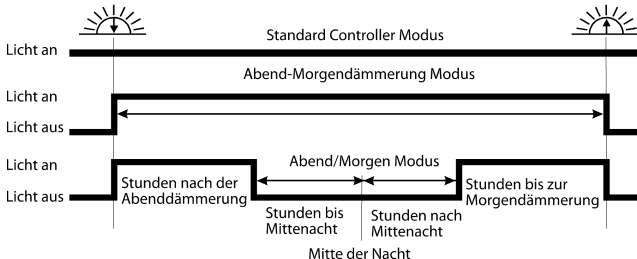 Standard Controller Modus
Licht an
Abend-Morgendämmerung Modus
Licht an
Licht aus
Licht an
Abend/Morgen Modus
Stunden nach der
Abenddämmerung
Stunden bis zur
Morgendämmerung
Licht aus
Stunden bis
Mittenacht
Stunden nach
Mittenacht
Mitte der Nacht